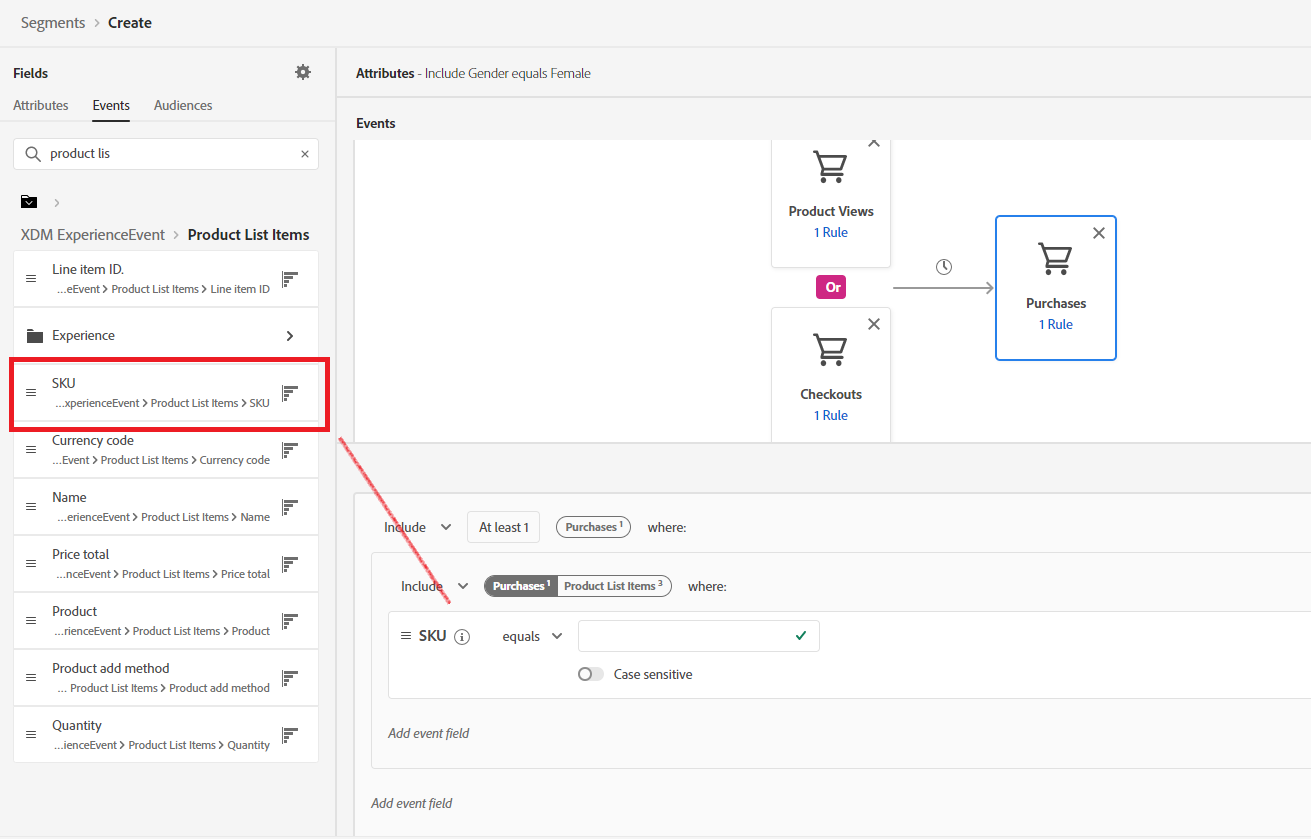 Segments > Create
Fields
Attributes Events Audiences
product lis
XDM ExperienceEvent > Product List Items
Line item ID.
...eEvent > Product List Items > Line item ID
Experience
SKU
...xperienceEvent > Product List Items > SKU
Currency code
...Event > Product List Items > Currency code
Name
...erienceEvent > Product List Items > Name
Price total
...nceEvent > Product List Items > Price total
Product
...rienceEvent > Product List Items > Product
Product add method
... Product List Items > Product add method
Quantity
...ienceEvent > Product List Items > Quantity
Attributes - Include Gender equals Female
Events
Product Views
1 Rule
Or
Checkouts
1 Rule
Purchases
1 Rule
Include At least 1 Purchases 1 where:
Include Purchases 1 Product List Items 3 where:
SKU equals
Case sensitive
Add event field
Add event field